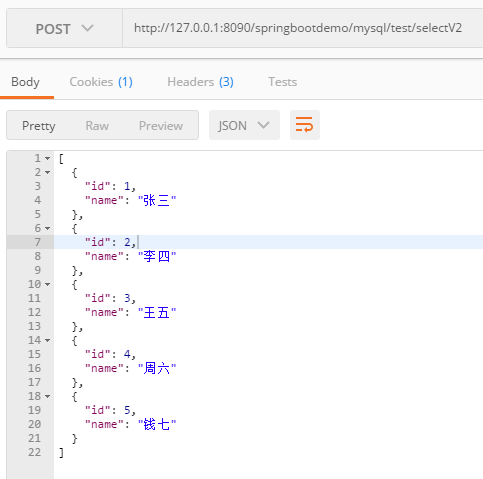 POST http://127.0.0.1:8090/springbootdemo/mysql/test/selectV2
Body Cookies (1) Headers (3) Tests
Pretty Raw Preview JSON
1 [
2 {
3 "id": 1,
4 "name": "张三"
5 },
6 {
7 "id": 2,
8 "name": "李四"
9 },
10 {
11 "id": 3,
12 "name": "王五"
13 },
14 {
15 "id": 4,
16 "name": "周六"
17 },
18 {
19 "id": 5,
20 "name": "钱七"
21 }
22 ]